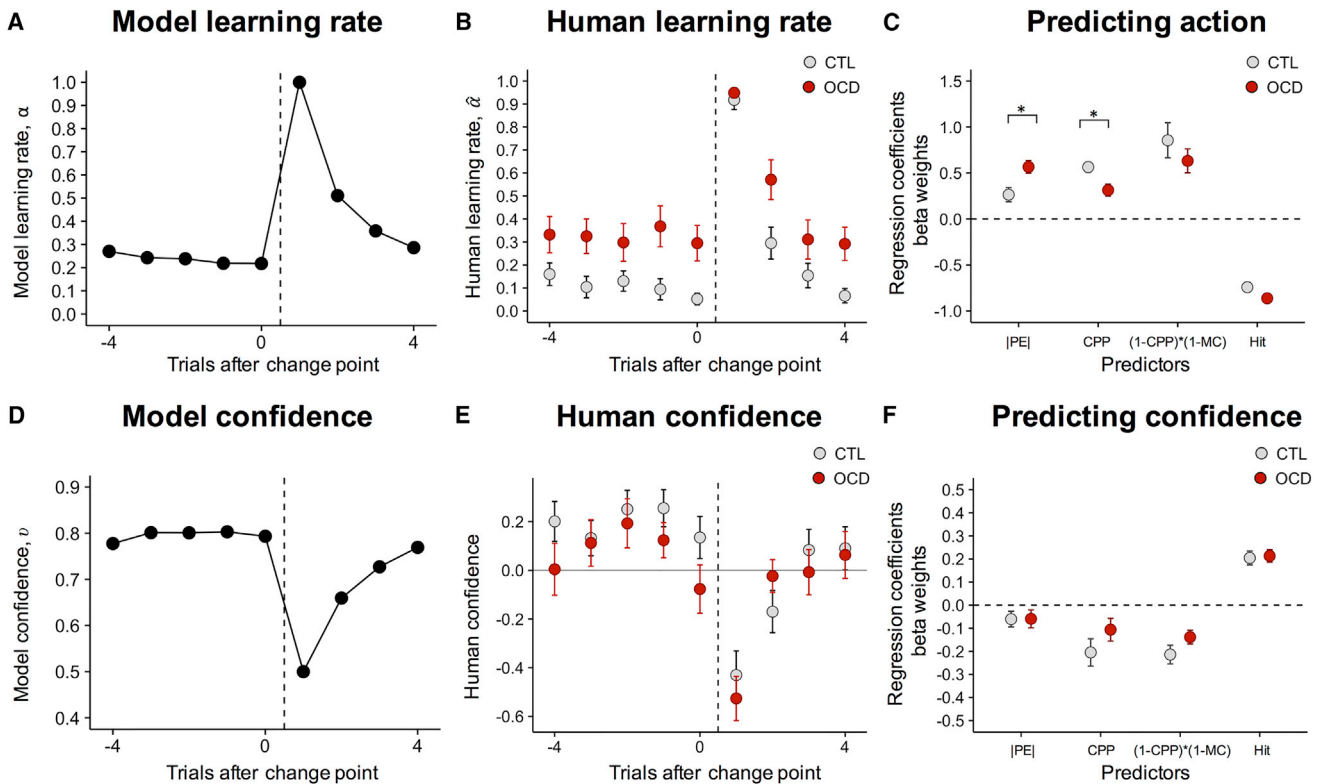 A
Model learning rate
Model learning rate, α
1.0
0.9
0.8
0.7
0.6
0.5
0.4
0.3
0.2
0.1
0.0
-4
0
4
Trials after change point
B
Human learning rate
CTL
OCD
Human learning rate, α̂
1.0
0.9
0.8
0.7
0.6
0.5
0.4
0.3
0.2
0.1
0.0
-4
0
4
Trials after change point
C
Predicting action
CTL
OCD
Regression coefficients
beta weights
1.0
0.5
0.0
-0.5
-1.0
*
*
|PE|
CPP
(1-CPP)*(1-MC)
Hit
Predictors
D
Model confidence
Model confidence, υ
0.9
0.8
0.7
0.6
0.5
0.4
-4
0
4
Trials after change point
E
Human confidence
CTL
OCD
Human confidence
0.2
0.0
-0.2
-0.4
-0.6
-4
0
4
Trials after change point
F
Predicting confidence
CTL
OCD
Regression coefficients
beta weights
0.5
0.4
0.3
0.2
0.1
0.0
-0.1
-0.2
-0.3
-0.4
-0.5
|PE|
CPP
(1-CPP)*(1-MC)
Hit
Predictors